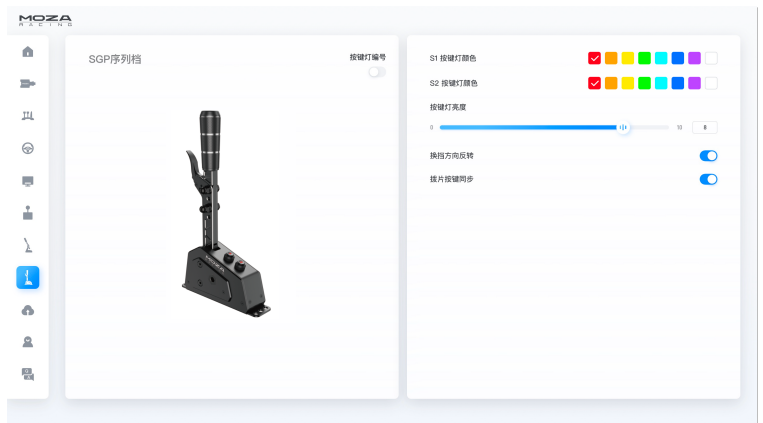 MOZA
RACING
SGP序列档
按键灯编号
S1 按键灯颜色
S2 按键灯颜色
按键灯亮度
0
10
8
换挡方向反转
拨片按键同步